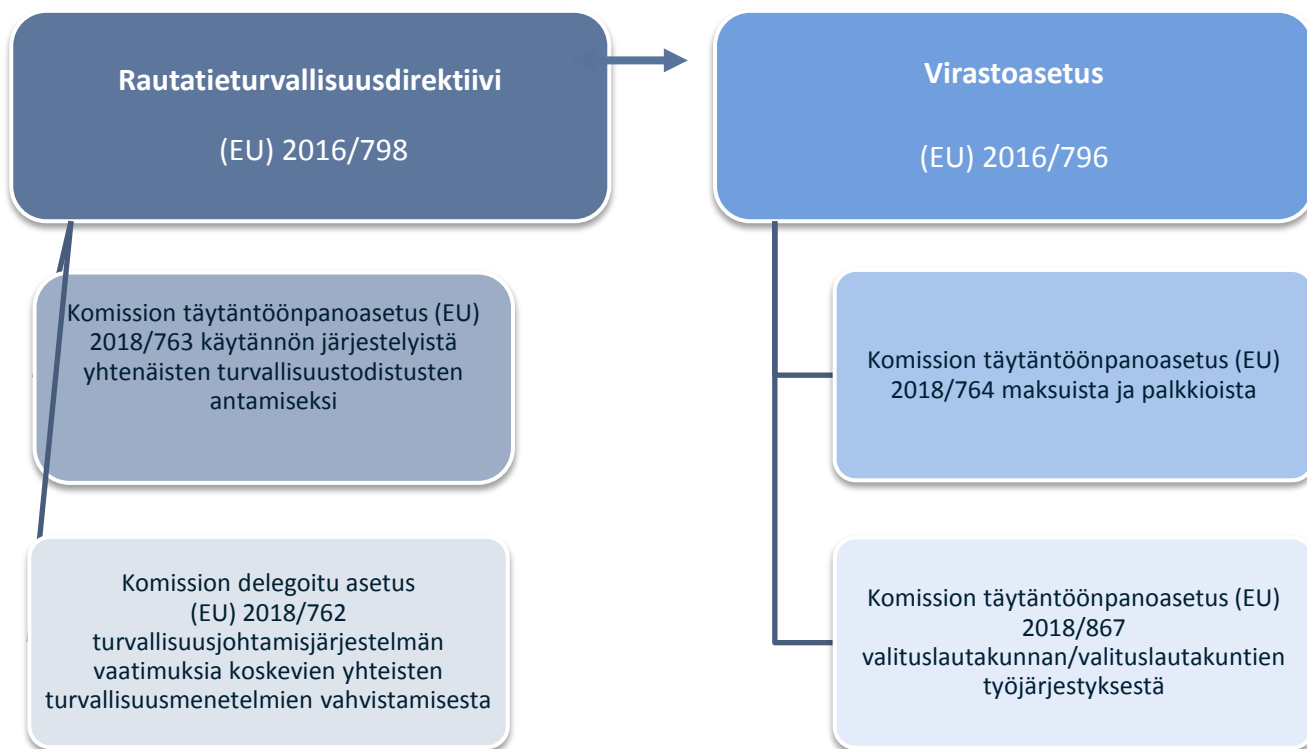 Rautatieturvallisuusdirektiivi
(EU) 2016/798
Virastoasetus
(EU) 2016/796
Komission täytäntöönpanoasetus (EU)
2018/763 käytännön järjestelyistä
yhtenäisten turvallisuustodistusten
antamiseksi
Komission delegoitu asetus
(EU) 2018/762
turvallisuusjohtamisjärjestelmän
vaatimuksia koskevien yhteisten
turvallisuusmenetelmien vahvistamisesta
Komission täytäntöönpanoasetus (EU)
2018/764 maksuista ja palkkioista
Komission täytäntöönpanoasetus (EU)
2018/867
valituslautakunnan/valituslautakuntien
työjärjestyksestä